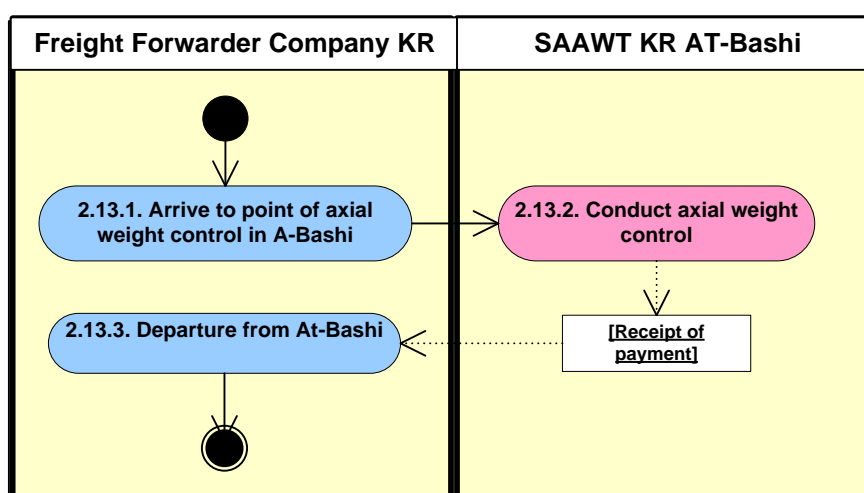 Freight Forwarder Company KR
SAAWT KR AT-Bashi
2.13.1. Arrive to point of axial
weight control in A-Bashi
2.13.2. Conduct axial weight
control
2.13.3. Departure from At-Bashi
[Receipt of
payment]